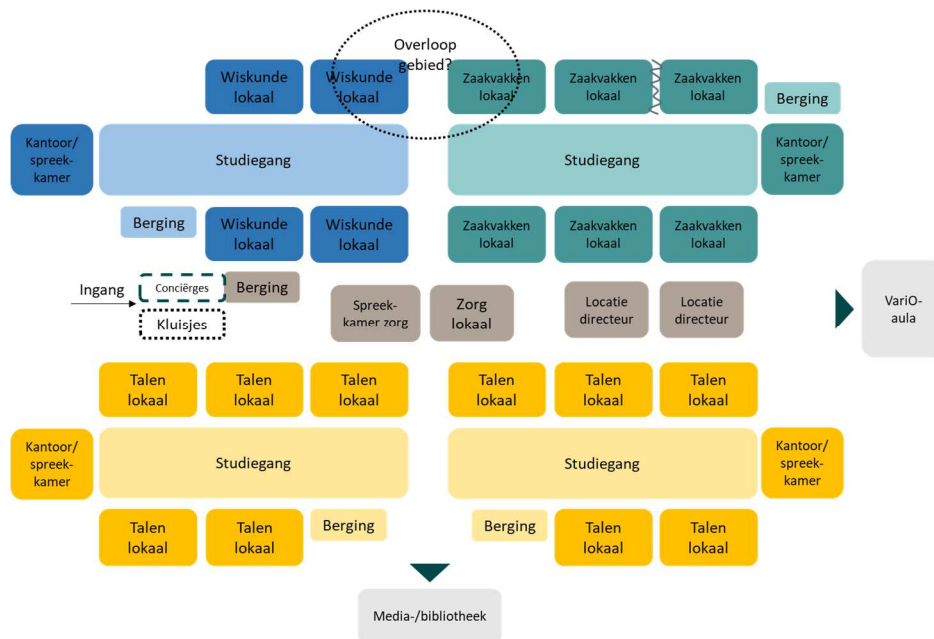 Overloop
gebied?
Wiskunde
lokaal
Wiskunde
lokaal
Zaakvakken
lokaal
Zaakvakken
lokaal
Zaakvakken
lokaal
Berging
Kantoor/
spreek-
kamer
Studiegang
Studiegang
Kantoor/
spreek-
kamer
Berging
Wiskunde
lokaal
Wiskunde
lokaal
Zaakvakken
lokaal
Zaakvakken
lokaal
Zaakvakken
lokaal
Ingang
Conciërges
Berging
Kluisjes
Spreek-
kamer zorg
Zorg
lokaal
Locatie
directeur
Locatie
directeur
VariO-
aula
Talen
lokaal
Talen
lokaal
Talen
lokaal
Talen
lokaal
Talen
lokaal
Talen
lokaal
Kantoor/
spreek-
kamer
Studiegang
Studiegang
Kantoor/
spreek-
kamer
Talen
lokaal
Talen
lokaal
Berging
Berging
Talen
lokaal
Talen
lokaal
Media-/bibliotheek